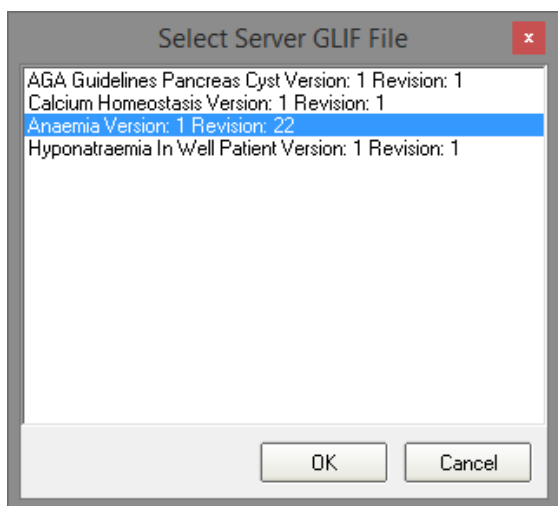 Select Server GLIF File
x
AGA Guidelines Pancreas Cyst Version: 1 Revision: 1
Calcium Homeostasis Version: 1 Revision: 1
Anaemia Version: 1 Revision: 22
Hyponatraemia In Well Patient Version: 1 Revision: 1
OK Cancel